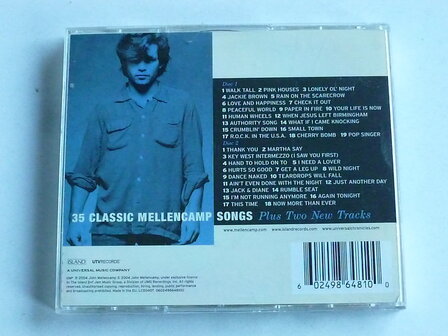 Disc 1
1 WALK TALL 2 PINK HOUSES 3 LONELY OL' NIGHT
4 JACKIE BROWN 5 RAIN ON THE SCARECROW
6 LOVE AND HAPPINESS 7 CHECK IT OUT
8 PEACEFUL WORLD 9 PAPER IN FIRE 10 YOUR LIFE IS NOW
11 HUMAN WHEELS 12 WHEN JESUS LEFT BIRMINGHAM
13 AUTHORITY SONG 14 WHAT IF I CAME KNOCKING
15 CRUMBLIN' DOWN 16 SMALL TOWN
17 R.O.C.K. IN THE U.S.A. 18 CHERRY BOMB 19 POP SINGER
Disc 2
1 THANK YOU 2 MARTHA SAY
3 KEY WEST INTERMEZZO (I SAW YOU FIRST)
4 HAND TO HOLD ON TO 5 I NEED A LOVER
6 HURTS SO GOOD 7 GET A LEG UP 8 WILD NIGHT
9 DANCE NAKED 10 TEARDROPS WILL FALL
11 AIN'T EVEN DONE WITH THE NIGHT 12 JUST ANOTHER DAY
13 JACK & DIANE 14 RUMBLE SEAT
15 I'M NOT RUNNING ANYMORE 16 AGAIN TONIGHT
17 THIS TIME 18 NOW MORE THAN EVER
35 CLASSIC MELLENCAMP SONGS Plus Two New Tracks
www.mellencamp.com www.islandrecords.com www.universalchronicles.com
ISLAND UTV RECORDS
A UNIVERSAL MUSIC COMPANY
6 02498 64810 0